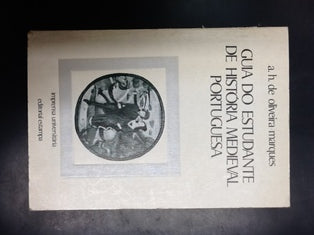 a. h. de oliveira marques
GUIA DO ESTUDANTE
DE HISTÓRIA MEDIEVAL
PORTUGUESA
imprensa universitária
editorial estampa